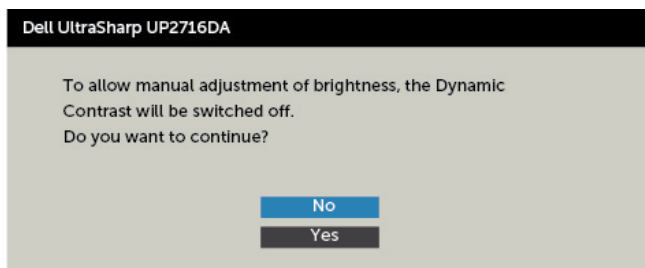 Dell UltraSharp UP2716DA
To allow manual adjustment of brightness, the Dynamic
Contrast will be switched off.
Do you want to continue?
No
Yes